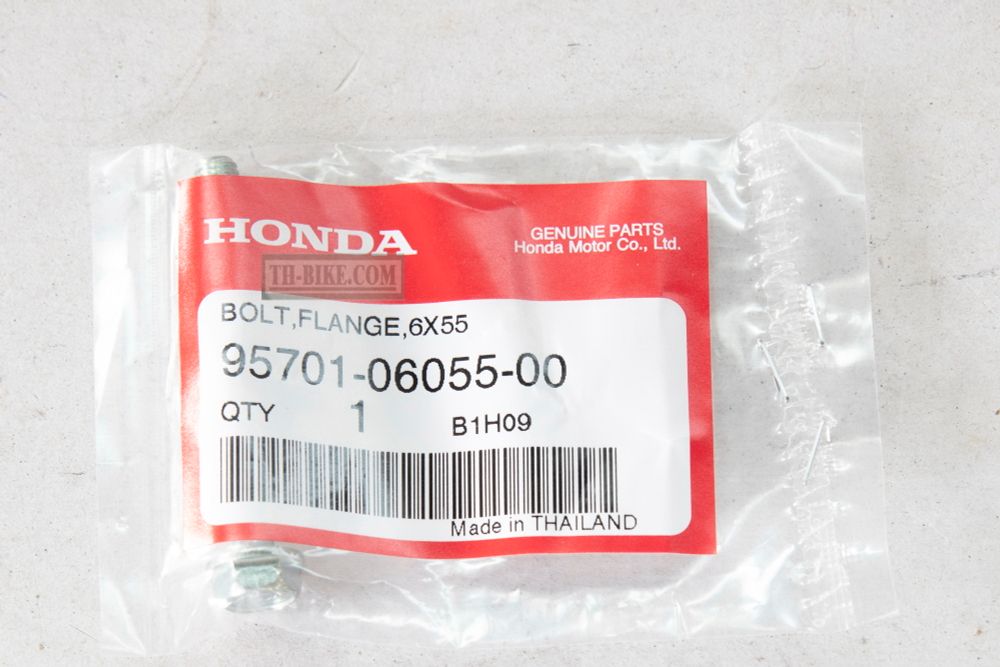 HONDA
GENUINE PARTS
Honda Motor Co., Ltd.
TH-BIKE.COM
BOLT,FLANGE,6X55
95701-06055-00
QTY 1 B1H09
Made in THAILAND